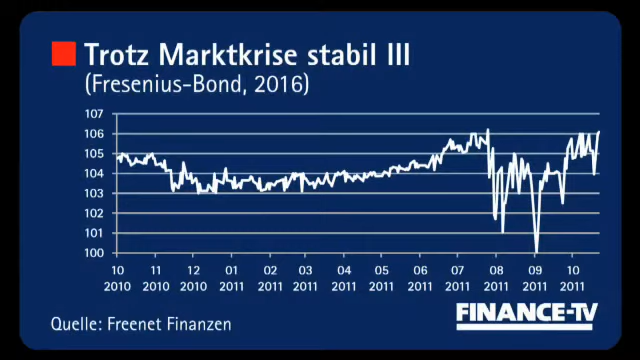 Trotz Marktkrise stabil III
(Fresenius-Bond, 2016)
107
106
105
104
103
102
101
100
10 11 12 01 02 03 04 05 06 07 08 09 10
2010 2010 2010 2011 2011 2011 2011 2011 2011 2011 2011 2011 2011
FINANCE-TV
Quelle: Freenet Finanzen